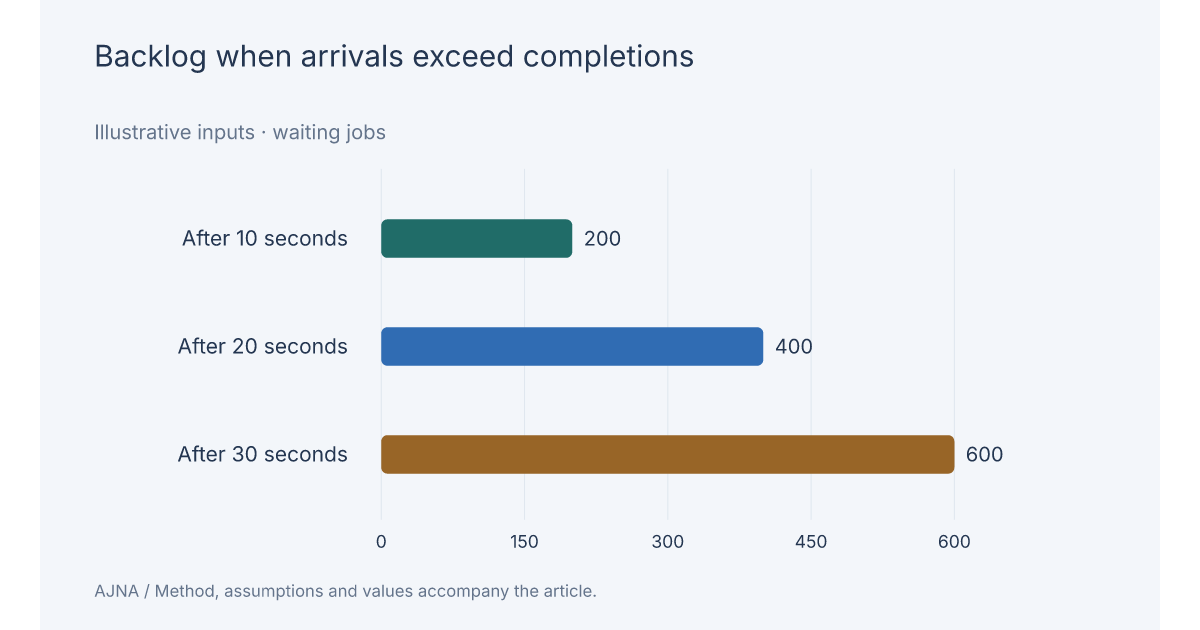 Backlog when arrivals exceed completions
Illustrative inputs · waiting jobs
After 10 seconds 200
After 20 seconds 400
After 30 seconds 600
0 150 300 450 600
AJNA / Method, assumptions and values accompany the article.